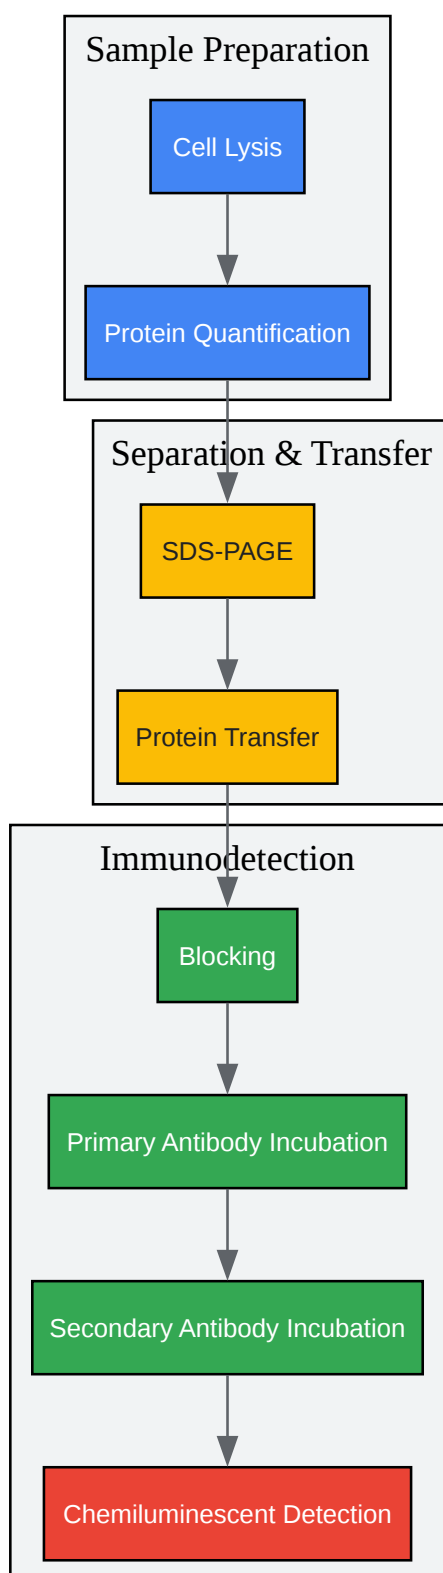 Sample Preparation
Cell Lysis
Protein Quantification
Separation & Transfer
SDS-PAGE
Protein Transfer
Immunodetection
Blocking
Primary Antibody Incubation
Secondary Antibody Incubation
Chemiluminescent Detection